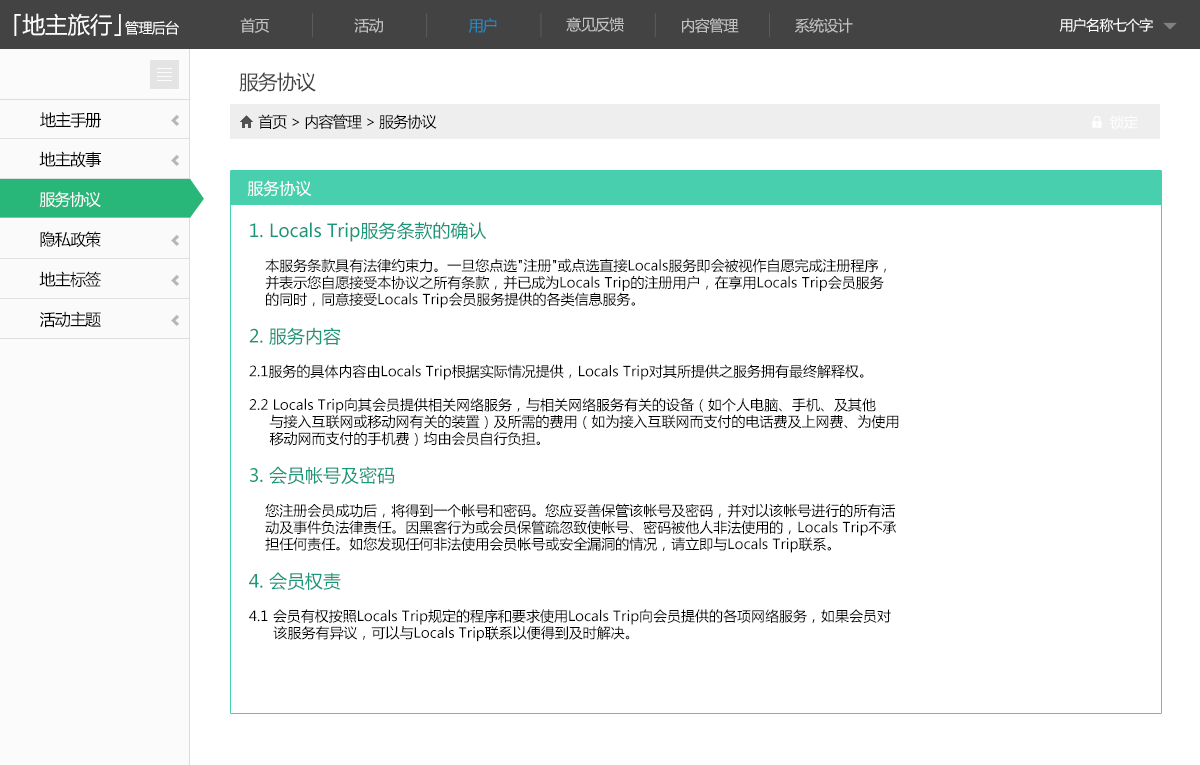 「地主旅行」管理后台
首页
活动
用户
意见反馈
内容管理
系统设计
用户名称七个字
地主手册
地主故事
服务协议
隐私政策
地主标签
活动主题
服务协议
首页 > 内容管理 > 服务协议
锁定
服务协议
1. Locals Trip服务条款的确认
本服务条款具有法律约束力。一旦您点选"注册"或点选直接Locals服务即会被视作自愿完成注册程序，
并表示您自愿接受本协议之所有条款，并已成为Locals Trip的注册用户，在享用Locals Trip会员服务
的同时，同意接受Locals Trip会员服务提供的各类信息服务。
2. 服务内容
2.1服务的具体内容由Locals Trip根据实际情况提供，Locals Trip对其所提供之服务拥有最终解释权。
2.2 Locals Trip向其会员提供相关网络服务，与相关网络服务有关的设备（如个人电脑、手机、及其他
与接入互联网或移动网有关的装置）及所需的费用（如为接入互联网而支付的电话费及上网费、为使用
移动网而支付的手机费）均由会员自行负担。
3. 会员帐号及密码
您注册会员成功后，将得到一个帐号和密码。您应妥善保管该帐号及密码，并对以该帐号进行的所有活
动及事件负法律责任。因黑客行为或会员保管疏忽致使帐号、密码被他人非法使用的，Locals Trip不承
担任何责任。如您发现任何非法使用会员帐号或安全漏洞的情况，请立即与Locals Trip联系。
4. 会员权责
4.1 会员有权按照Locals Trip规定的程序和要求使用Locals Trip向会员提供的各项网络服务，如果会员对
该服务有异议，可以与Locals Trip联系以便得到及时解决。